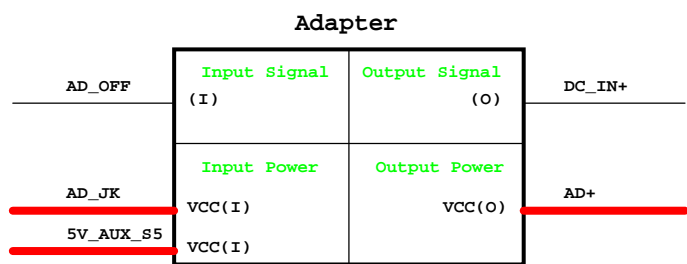 Adapter
Input Signal Output Signal
AD_OFF (I) (O) DC_IN+
Input Power Output Power
AD_JK VCC(I) VCC(O) AD+
5V_AUX_S5 VCC(I)